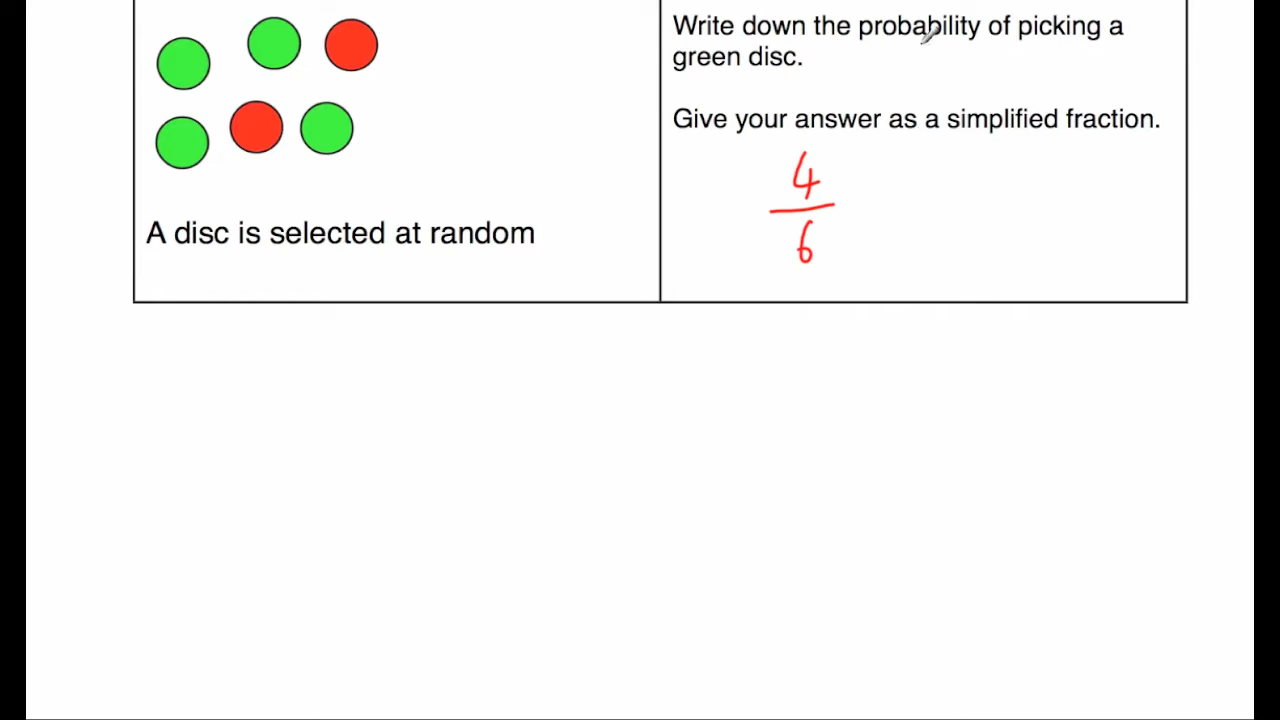 Write down the probability of picking a
green disc.
Give your answer as a simplified fraction.
4
6
A disc is selected at random